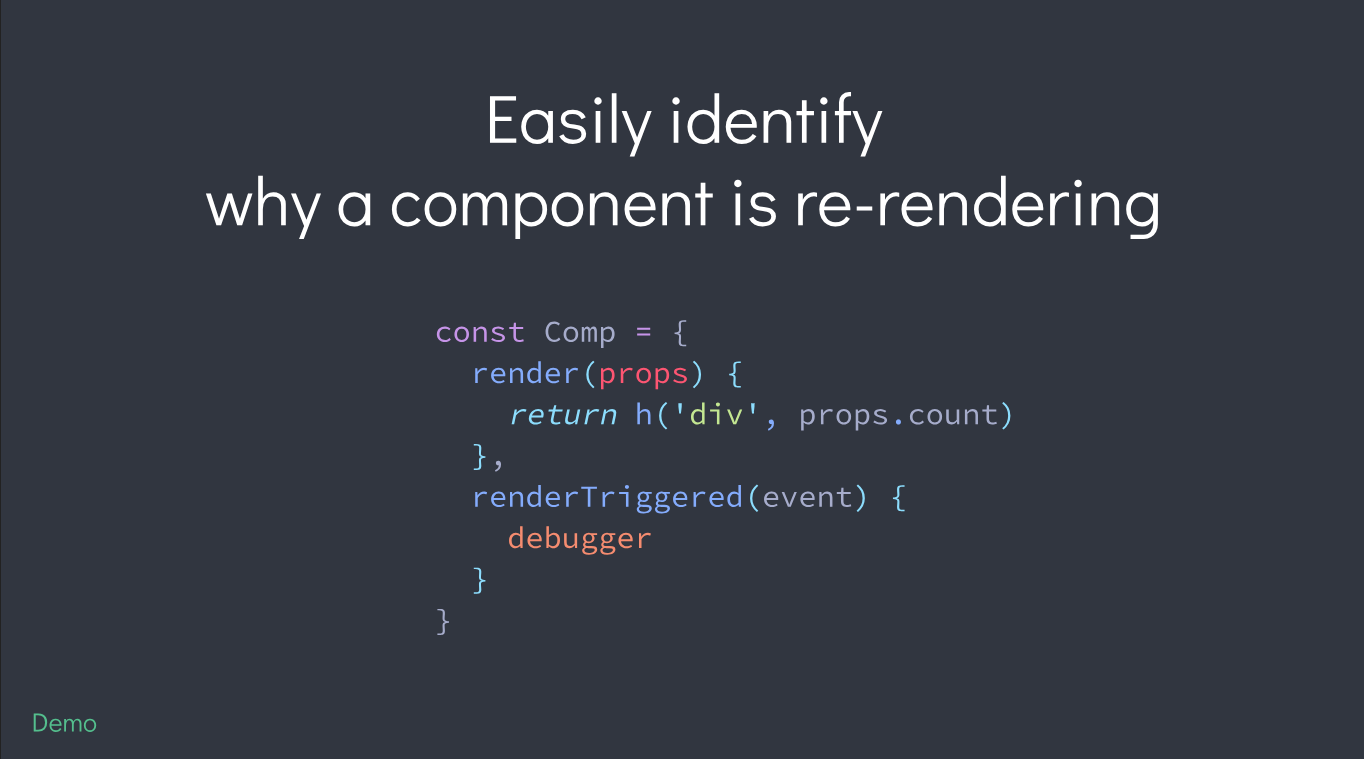 Easily identify
why a component is re-rendering
const Comp = {
  render(props) {
    return h('div', props.count)
  },
  renderTriggered(event) {
    debugger
  }
}
Demo